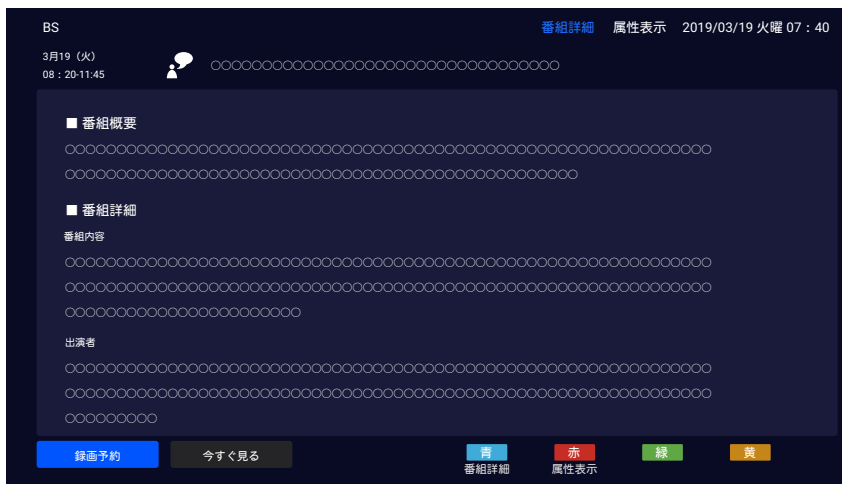 BS 番組詳細 属性表示 2019/03/19 火曜 07：40
3月19（火）
08：20-11:45
○○○○○○○○○○○○○○○○○○○○○○○○○○○○○○○○○○
■ 番組概要
○○○○○○○○○○○○○○○○○○○○○○○○○○○○○○○○○○○○○○○○○○○○○○○○○○○○○○○○○○○○○○○
○○○○○○○○○○○○○○○○○○○○○○○○○○○○○○○○○○○○○○○○○○○○○○○○○○
■ 番組詳細
番組内容
○○○○○○○○○○○○○○○○○○○○○○○○○○○○○○○○○○○○○○○○○○○○○○○○○○○○○○○○○○○○○○○
○○○○○○○○○○○○○○○○○○○○○○○○○○○○○○○○○○○○○○○○○○○○○○○○○○○○○○○○○○○○○○○
○○○○○○○○○○○○○○○○○○○○○○○
出演者
○○○○○○○○○○○○○○○○○○○○○○○○○○○○○○○○○○○○○○○○○○○○○○○○○○○○○○○○○○○○○○○
○○○○○○○○○○○○○○○○○○○○○○○○○○○○○○○○○○○○○○○○○○○○○○○○○○○○○○○○○○○○○○○
○○○○○○○○○
録画予約 今すぐ見る 青 赤 緑 黄
番組詳細 属性表示